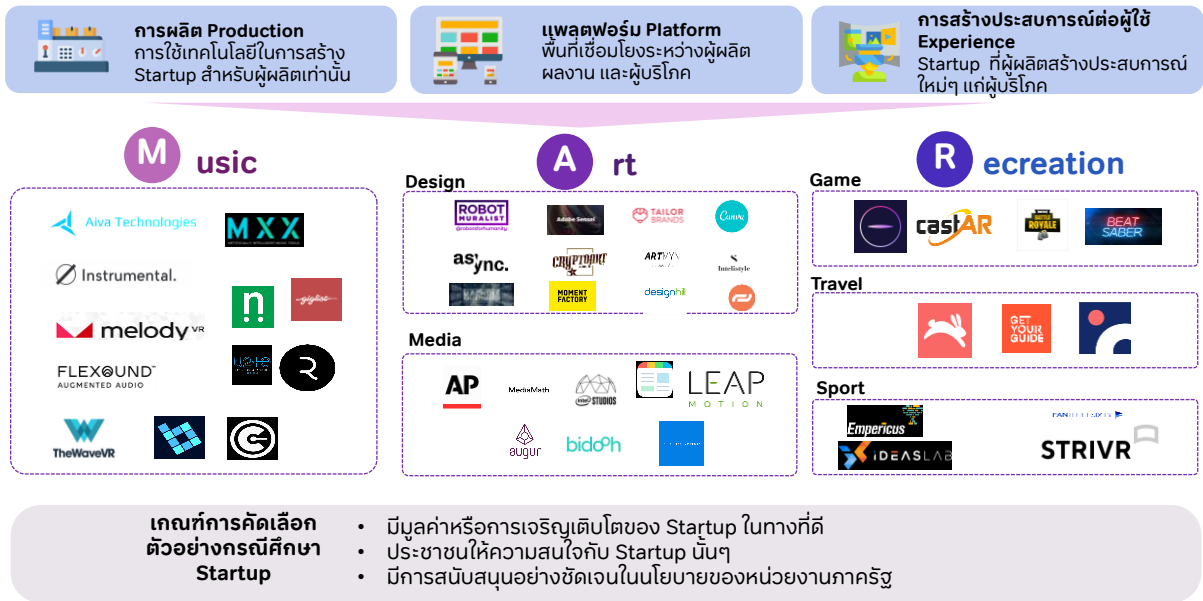 การผลิต Production
การใช้เทคโนโลยีในการสร้าง
Startup สำหรับผู้ผลิตเท่านั้น
แพลตฟอร์ม Platform
พื้นที่เชื่อมโยงระหว่างผู้ผลิต
ผลงาน และผู้บริโภค
การสร้างประสบการณ์ต่อผู้ใช้
Experience
Startup ที่ผู้ผลิตสร้างประสบการณ์
ใหม่ๆ แก่ผู้บริโภค
M usic
Aiva Technologies
MXX
Instrumental.
n
gigliso
melody VR
FLEXOUND™
AUGMENTED AUDIO
R
TheWaveVR
A rt
Design
ROBOT
MURALIST
@robotsforhumanity
Adobe Sensei
TAILOR
BRANDS
Canva
async.
ARTMYN
Intelistyle
MOMENT
FACTORY
designhill
Media
AP
MediaMath
intel STUDIOS
LEAP
MOTION
augur
bidooh
R ecreation
Game
castAR
BATTLE
ROYALE
BEAT
SABER
Travel
GET
YOUR
GUIDE
Sport
Empericus
iDEASLAB
STRIVR
เกณฑ์การคัดเลือก
ตัวอย่างกรณีศึกษา
Startup
• มีมูลค่าหรือการเจริญเติบโตของ Startup ในทางที่ดี
• ประชาชนให้ความสนใจกับ Startup นั้นๆ
• มีการสนับสนุนอย่างชัดเจนในนโยบายของหน่วยงานภาครัฐ